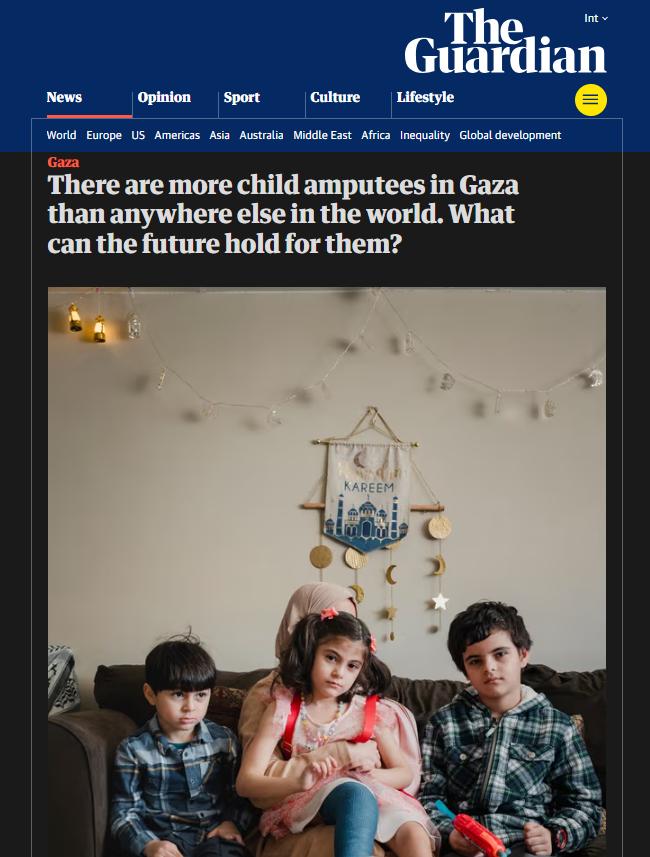 Int
The
Guardian
News Opinion Sport Culture Lifestyle
World Europe US Americas Asia Australia Middle East Africa Inequality Global development
Gaza
There are more child amputees in Gaza
than anywhere else in the world. What
can the future hold for them?
Ramadan
KAREEM